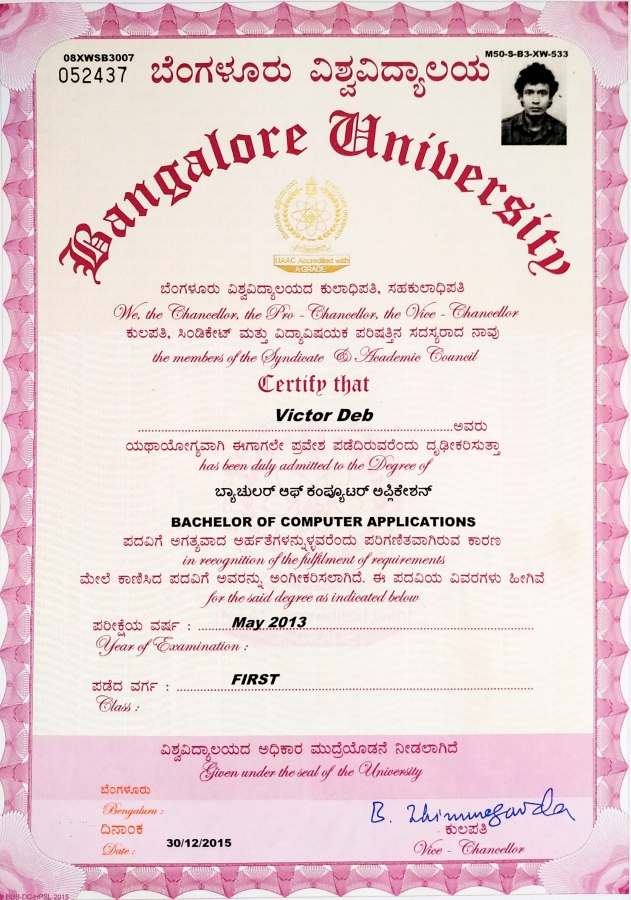 08XWSB3007
052437
M50-S-B3-XW-533
ಬೆಂಗಳೂರು ವಿಶ್ವವಿದ್ಯಾಲಯ
Bangalore University
NAAC Accredited with
A GRADE
ಬೆಂಗಳೂರು ವಿಶ್ವವಿದ್ಯಾಲಯದ ಕುಲಾಧಿಪತಿ, ಸಹಕುಲಾಧಿಪತಿ
We, the Chancellor, the Pro - Chancellor, the Vice - Chancellor
ಕುಲಪತಿ, ಸಿಂಡಿಕೇಟ್ ಮತ್ತು ವಿದ್ಯಾವಿಷಯಕ ಪರಿಷತ್ತಿನ ಸದಸ್ಯರಾದ ನಾವು
the members of the Syndicate & Academic Council
Certify that
Victor Deb
ಅವರು
ಯಥಾಯೋಗ್ಯವಾಗಿ ಈಗಾಗಲೇ ಪ್ರವೇಶ ಪಡೆದಿರುವರೆಂದು ದೃಢೀಕರಿಸುತ್ತಾ
has been duly admitted to the Degree of
ಬ್ಯಾಚುಲರ್ ಆಫ್ ಕಂಪ್ಯೂಟರ್ ಅಪ್ಲಿಕೇಶನ್
BACHELOR OF COMPUTER APPLICATIONS
ಪದವಿಗೆ ಅಗತ್ಯವಾದ ಅರ್ಹತೆಗಳನ್ನುಳ್ಳವರೆಂದು ಪರಿಗಣಿತವಾಗಿರುವ ಕಾರಣ
in recognition of the fulfilment of requirements
ಮೇಲೆ ಕಾಣಿಸಿದ ಪದವಿಗೆ ಅವರನ್ನು ಅಂಗೀಕರಿಸಲಾಗಿದೆ. ಈ ಪದವಿಯ ವಿವರಗಳು ಹೀಗಿವೆ
for the said degree as indicated below
ಪರೀಕ್ಷೆಯ ವರ್ಷ : May 2013
Year of Examination :
ಪಡೆದ ವರ್ಗ : FIRST
Class :
ವಿಶ್ವವಿದ್ಯಾಲಯದ ಅಧಿಕಾರ ಮುದ್ರೆಯೊಡನೆ ನೀಡಲಾಗಿದೆ
Given under the seal of the University
ಬೆಂಗಳೂರು
Bengaluru :
ದಿನಾಂಕ
Date : 30/12/2015
B. Thimmegowda
ಕುಲಪತಿ
Vice - Chancellor
BUB-DC-HPSL-2015